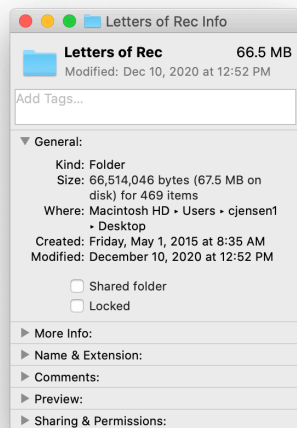 Letters of Rec Info
Letters of Rec 66.5 MB
Modified: Dec 10, 2020 at 12:52 PM
Add Tags...
General:
Kind: Folder
Size: 66,514,046 bytes (67.5 MB on
disk) for 469 items
Where: Macintosh HD ▸ Users ▸ cjensen1
▸ Desktop
Created: Friday, May 1, 2015 at 8:35 AM
Modified: December 10, 2020 at 12:52 PM
Shared folder
Locked
More Info:
Name & Extension:
Comments:
Preview:
Sharing & Permissions: